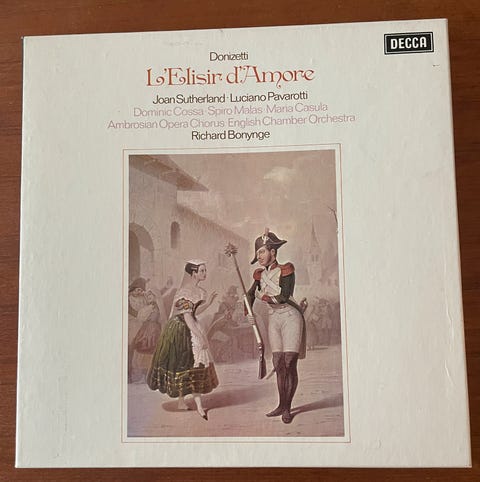 DECCA
Donizetti
L'Elisir d'Amore
Joan Sutherland·Luciano Pavarotti
Dominic Cossa·Spiro Malas·Maria Casula
Ambrosian Opera Chorus·English Chamber Orchestra
Richard Bonynge